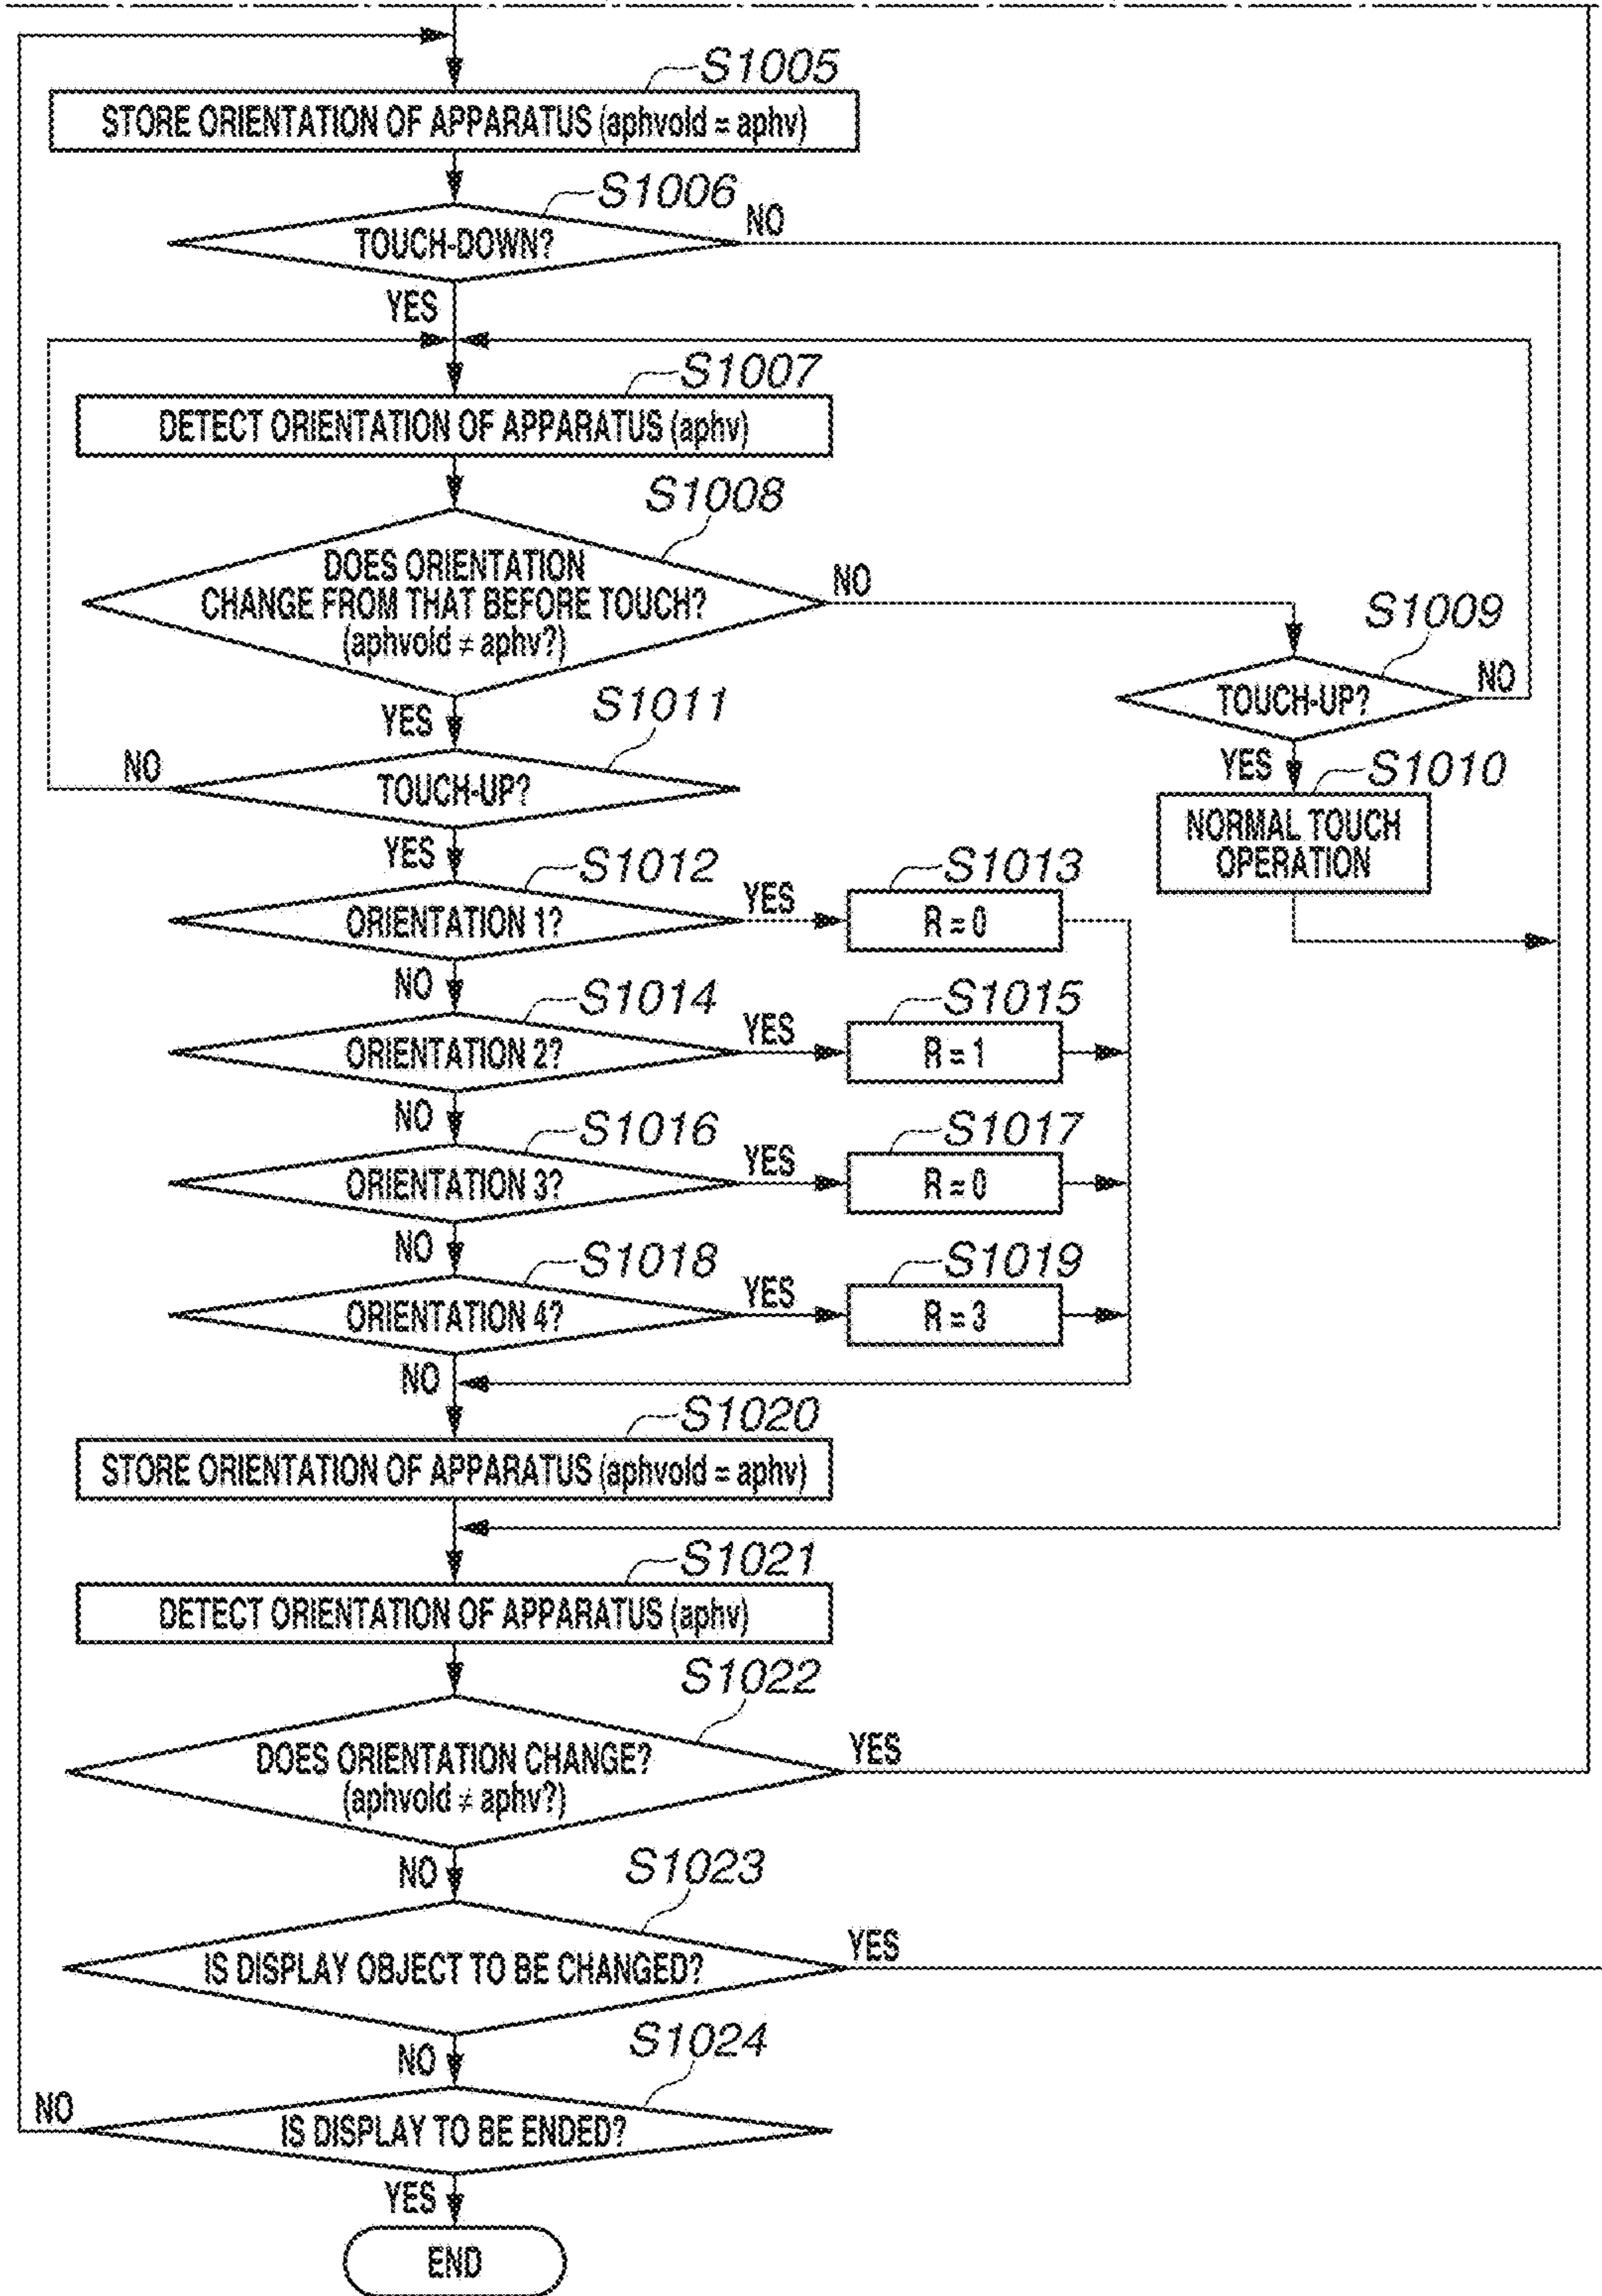 S1005
STORE ORIENTATION OF APPARATUS (aphvold = aphv)
S1006
TOUCH-DOWN?
NO
YES
S1007
DETECT ORIENTATION OF APPARATUS (aphv)
S1008
DOES ORIENTATION
CHANGE FROM THAT BEFORE TOUCH?
(aphvold ≠ aphv?)
NO
S1009
TOUCH-UP?
NO
YES
S1010
NORMAL TOUCH
OPERATION
YES
S1011
TOUCH-UP?
NO
YES
S1012
ORIENTATION 1?
YES
S1013
R = 0
NO
S1014
ORIENTATION 2?
YES
S1015
R = 1
NO
S1016
ORIENTATION 3?
YES
S1017
R = 0
NO
S1018
ORIENTATION 4?
YES
S1019
R = 3
NO
S1020
STORE ORIENTATION OF APPARATUS (aphvold = aphv)
S1021
DETECT ORIENTATION OF APPARATUS (aphv)
S1022
DOES ORIENTATION CHANGE?
(aphvold ≠ aphv?)
YES
NO
S1023
IS DISPLAY OBJECT TO BE CHANGED?
YES
NO
S1024
IS DISPLAY TO BE ENDED?
NO
YES
END